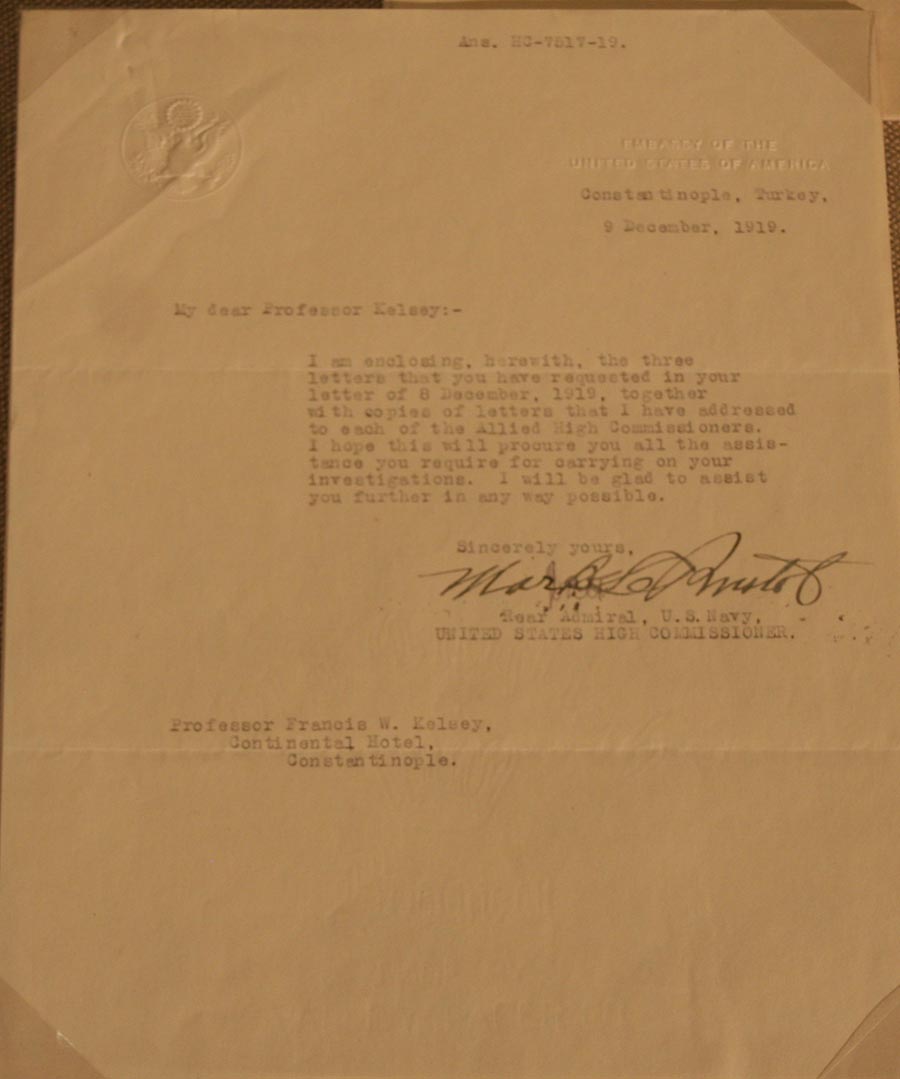 Ans. HC-7517-19.
EMBASSY OF THE
UNITED STATES OF AMERICA
Constantinople, Turkey,
9 December, 1919.
My dear Professor Kelsey:-
I am enclosing, herewith, the three
letters that you have requested in your
letter of 8 December, 1919, together
with copies of letters that I have addressed
to each of the Allied High Commissioners.
I hope this will procure you all the assis-
tance you require for carrying on your
investigations. I will be glad to assist
you further in any way possible.
Sincerely yours,
Mark L Bristol
Rear Admiral, U.S.Navy,
UNITED STATES HIGH COMMISSIONER.
Professor Francis W. Kelsey,
Continental Hotel,
Constantinople.